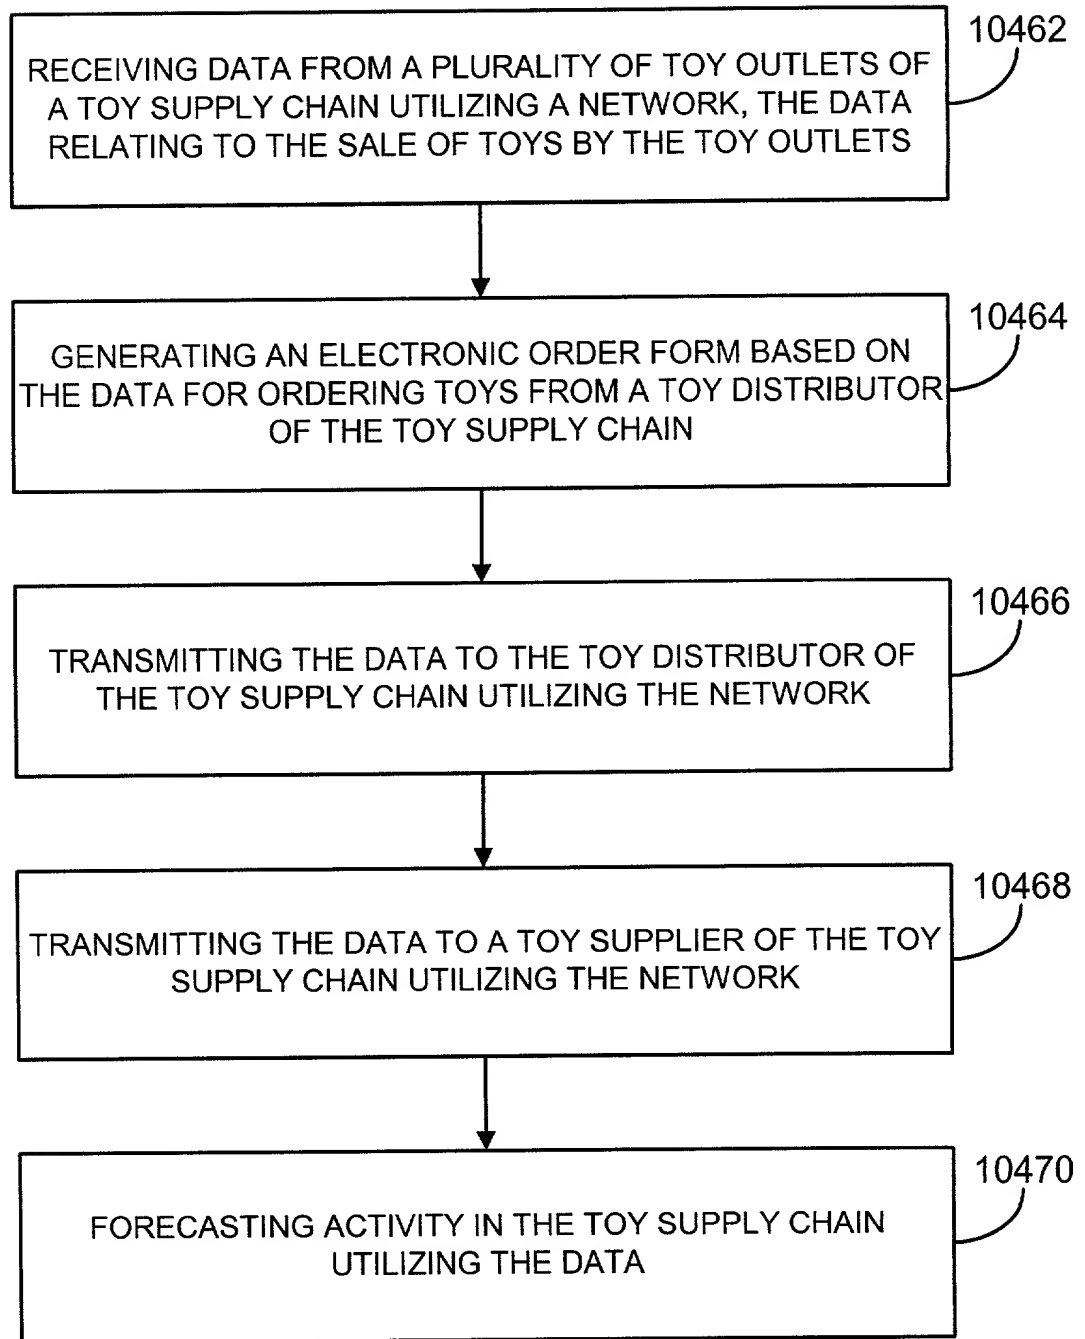 10462
RECEIVING DATA FROM A PLURALITY OF TOY OUTLETS OF
A TOY SUPPLY CHAIN UTILIZING A NETWORK, THE DATA
RELATING TO THE SALE OF TOYS BY THE TOY OUTLETS
10464
GENERATING AN ELECTRONIC ORDER FORM BASED ON
THE DATA FOR ORDERING TOYS FROM A TOY DISTRIBUTOR
OF THE TOY SUPPLY CHAIN
10466
TRANSMITTING THE DATA TO THE TOY DISTRIBUTOR OF
THE TOY SUPPLY CHAIN UTILIZING THE NETWORK
10468
TRANSMITTING THE DATA TO A TOY SUPPLIER OF THE TOY
SUPPLY CHAIN UTILIZING THE NETWORK
10470
FORECASTING ACTIVITY IN THE TOY SUPPLY CHAIN
UTILIZING THE DATA